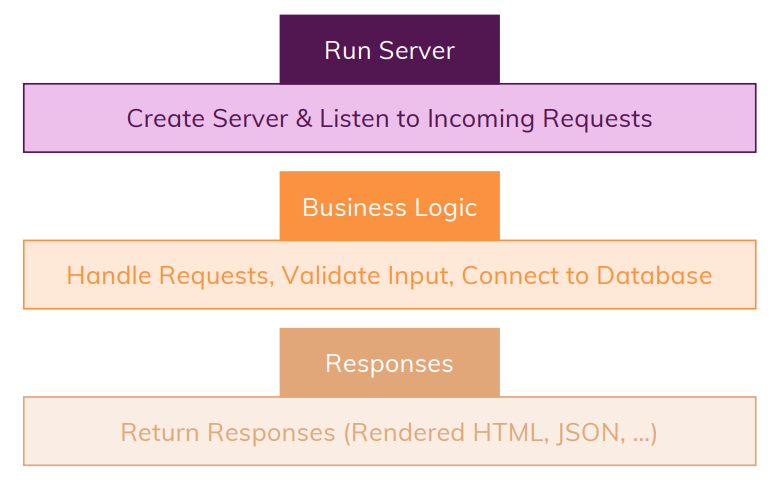 Run Server
Create Server & Listen to Incoming Requests
Business Logic
Handle Requests, Validate Input, Connect to Database
Responses
Return Responses (Rendered HTML, JSON, ...)